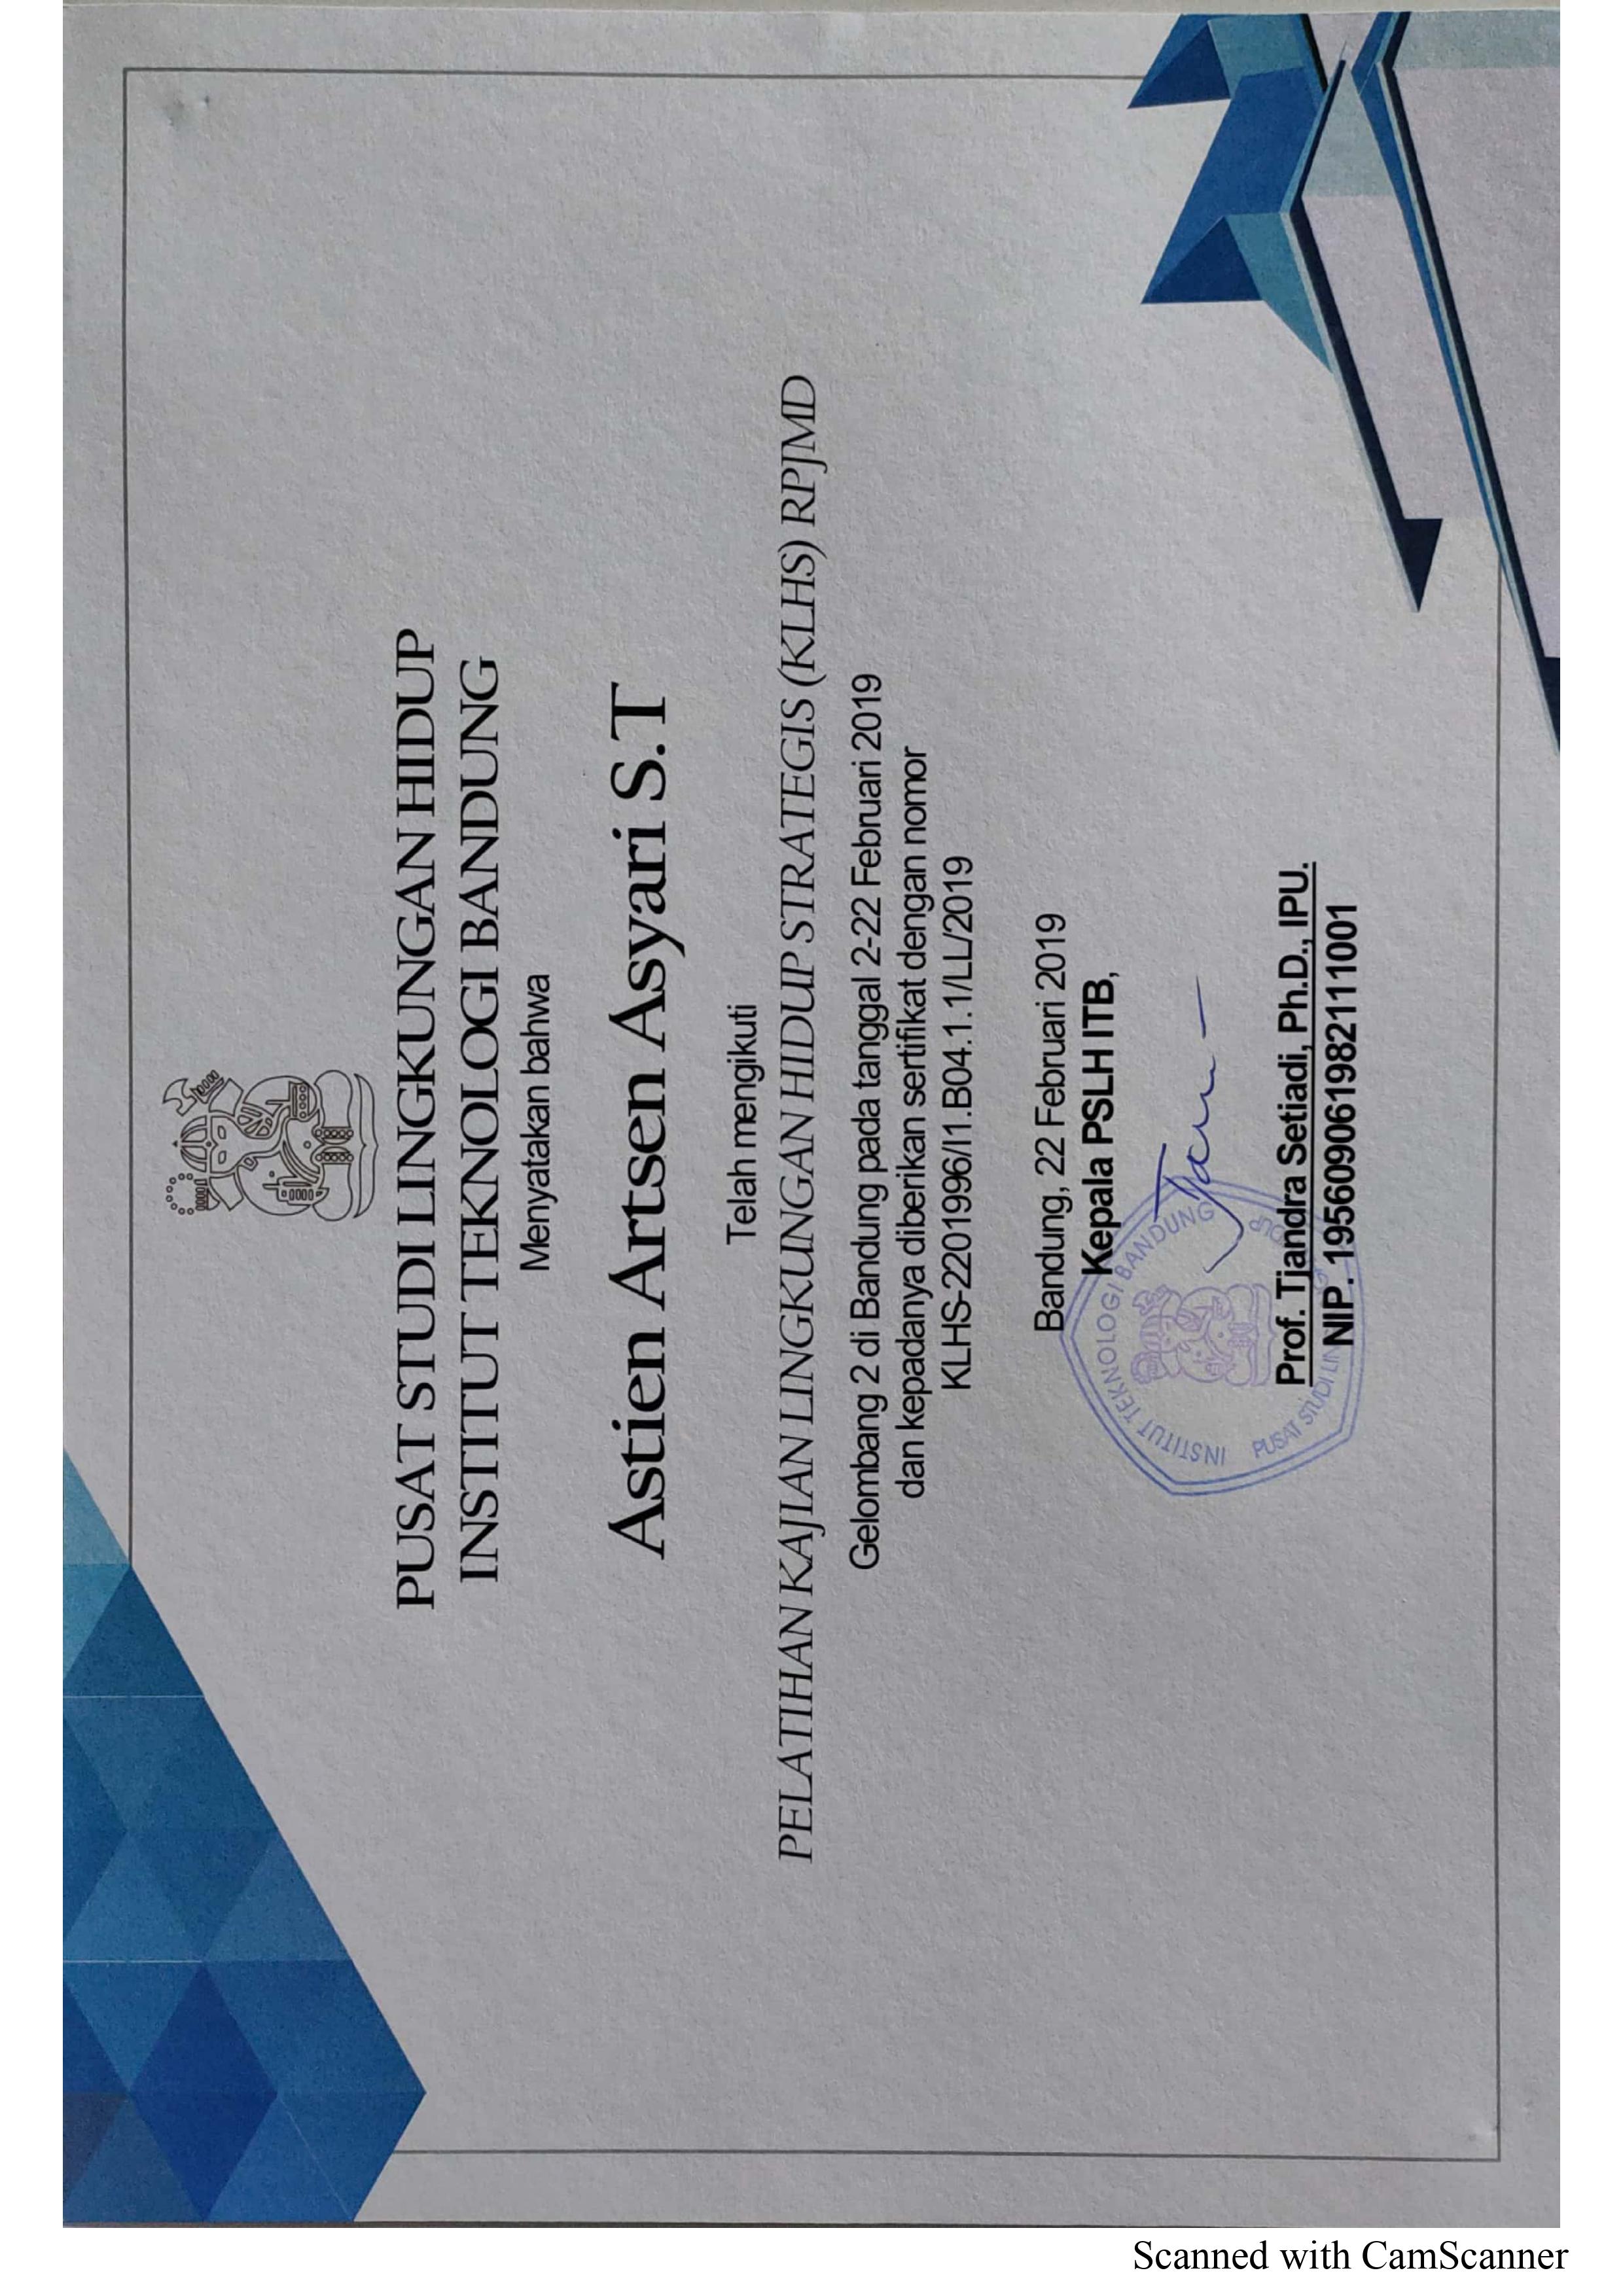 PUSAT STUDI LINGKUNGAN HIDUP
INSTITUT TEKNOLOGI BANDUNG
Menyatakan bahwa
Astien Artsen Asyari S.T
Telah mengikuti
PELATIHAN KAJIAN LINGKUNGAN HIDUP STRATEGIS (KLHS) RPJMD
Gelombang 2 di Bandung pada tanggal 2-22 Februari 2019
dan kepadanya diberikan sertifikat dengan nomor
KLHS-2201996/I1.B04.1.1/LL/2019
Bandung, 22 Februari 2019
Kepala PSLH ITB,
INSTITUT TEKNOLOGI BANDUNG
PUSAT STUDI
Prof. Tjandra Setiadi, Ph.D., IPU.
NIP. 195609061982111001
Scanned with CamScanner